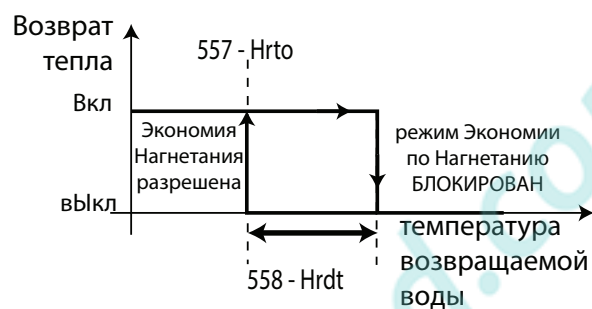 Возврат
тепла
557 - Hrto
Вкл
Экономия
Нагнетания
разрешена
режим Экономии
по Нагнетанию
БЛОКИРОВАН
вЫкл
температура
возвращаемой
воды
558 - Hrdt